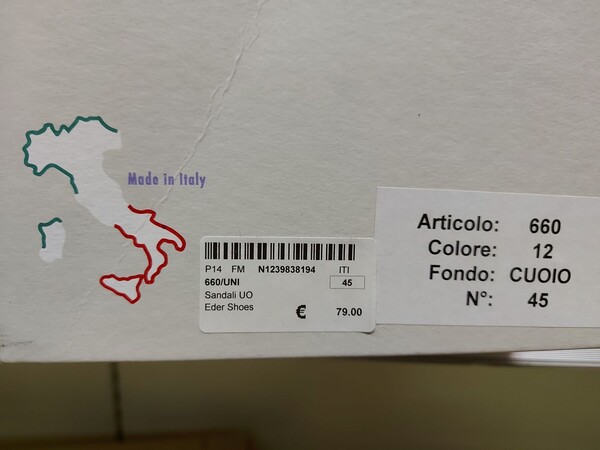 Made in Italy
P14 FM N1239838194 ITI
660/UNI 45
Sandali UO
Eder Shoes € 79.00
Articolo: 660
Colore: 12
Fondo: CUOIO
N°: 45